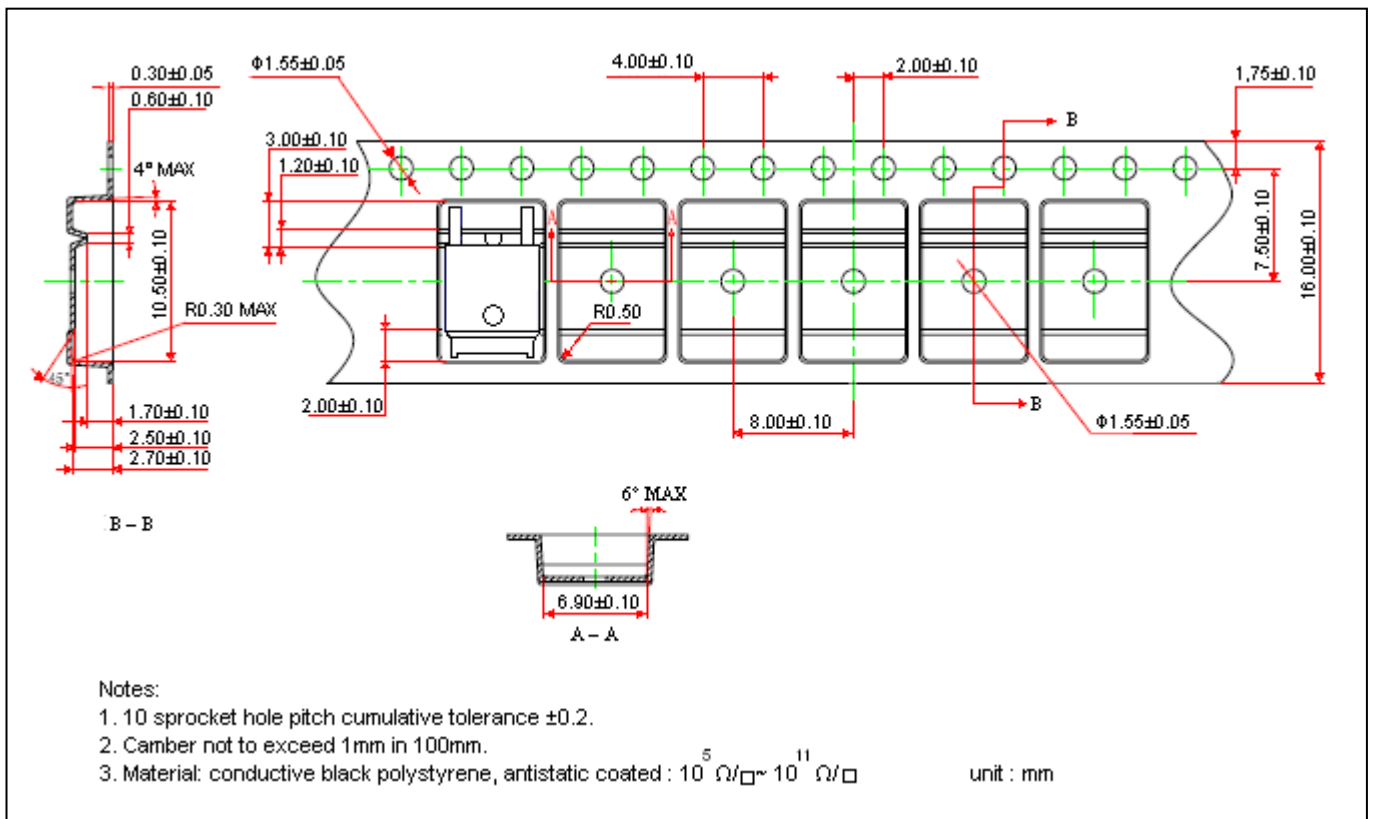 0.30±0.05
0.60±0.10
Φ1.55±0.05
4.00±0.10
2.00±0.10
1,75±0.10
B
3.00±0.10
1.20±0.10
4° MAX
10.50±0.10
A A
7.50±0.10
16.00±0.10
R0.30 MAX
R0.50
45°
2.00±0.10
1.70±0.10
2.50±0.10
2.70±0.10
8.00±0.10
B
Φ1.55±0.05
B – B
6° MAX
6.90±0.10
A – A
Notes:
1. 10 sprocket hole pitch cumulative tolerance ±0.2.
2. Camber not to exceed 1mm in 100mm.
3. Material: conductive black polystyrene, antistatic coated : 10⁵ Ω/□~ 10¹¹ Ω/□ unit : mm